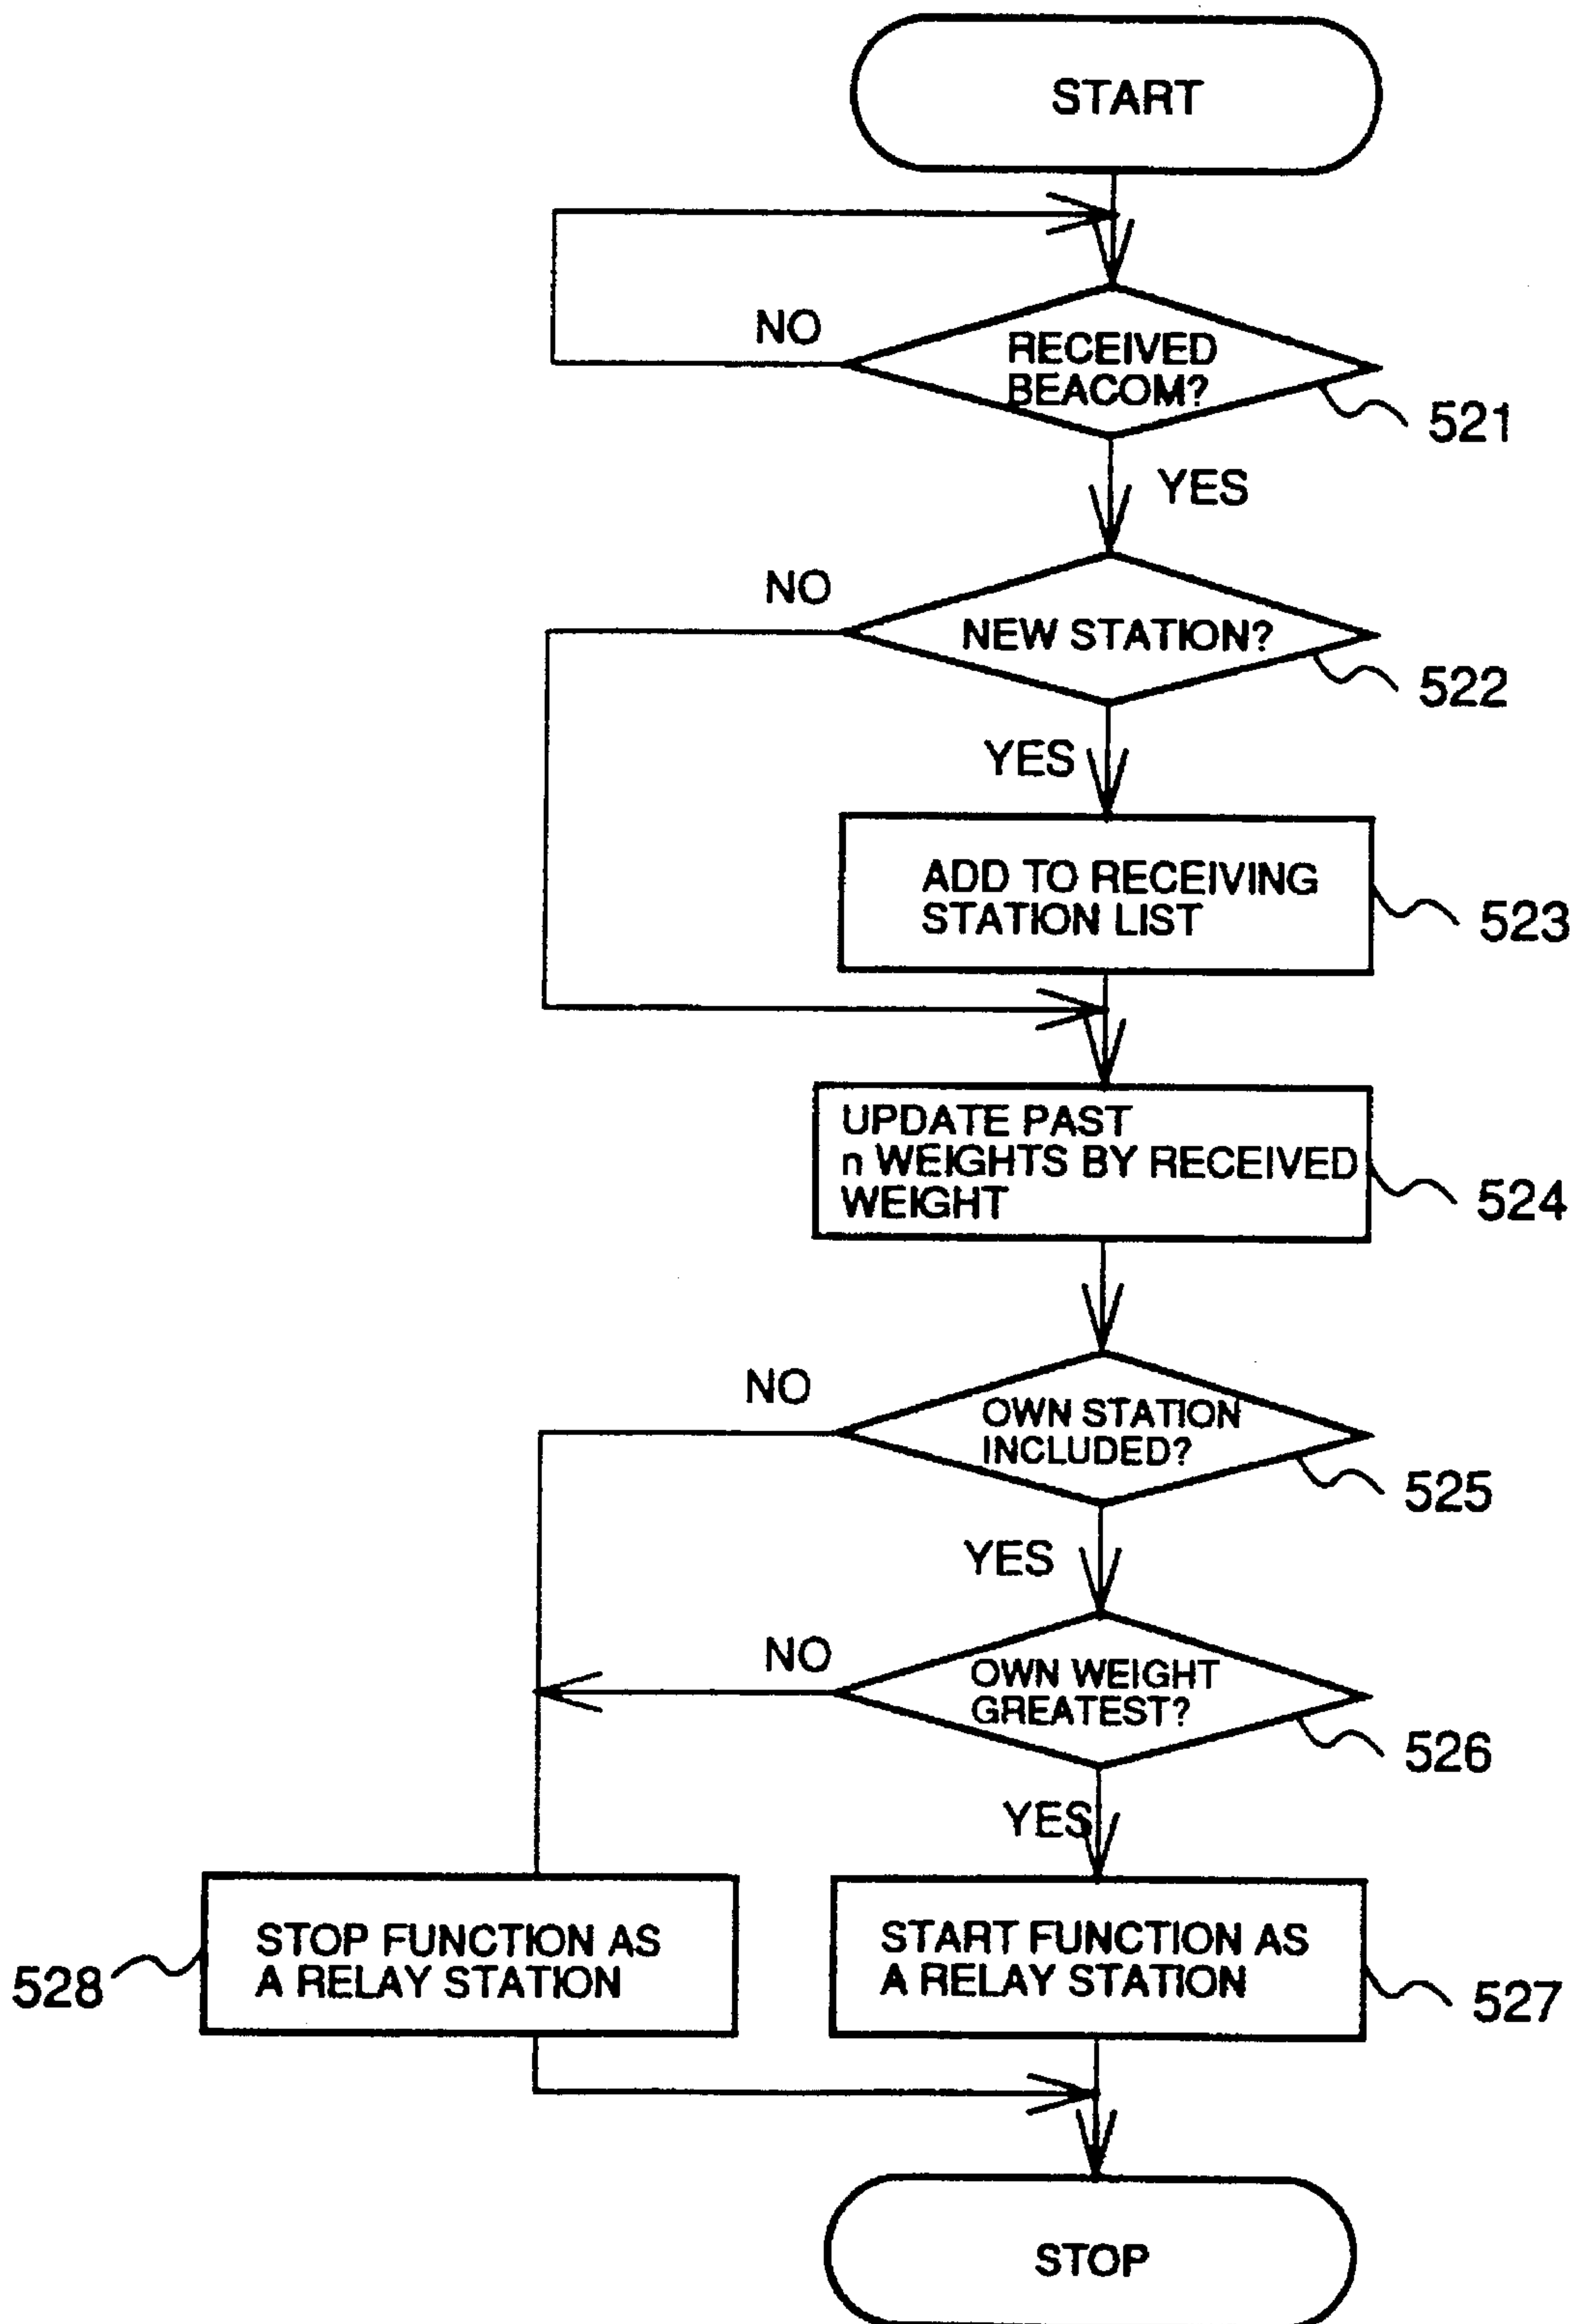 START
NO
RECEIVED
BEACOM?
521
YES
NO
NEW STATION?
522
YES
ADD TO RECEIVING
STATION LIST
523
UPDATE PAST
n WEIGHTS BY RECEIVED
WEIGHT
524
NO
OWN STATION
INCLUDED?
525
YES
NO
OWN WEIGHT
GREATEST?
526
YES
STOP FUNCTION AS
A RELAY STATION
528
START FUNCTION AS
A RELAY STATION
527
STOP